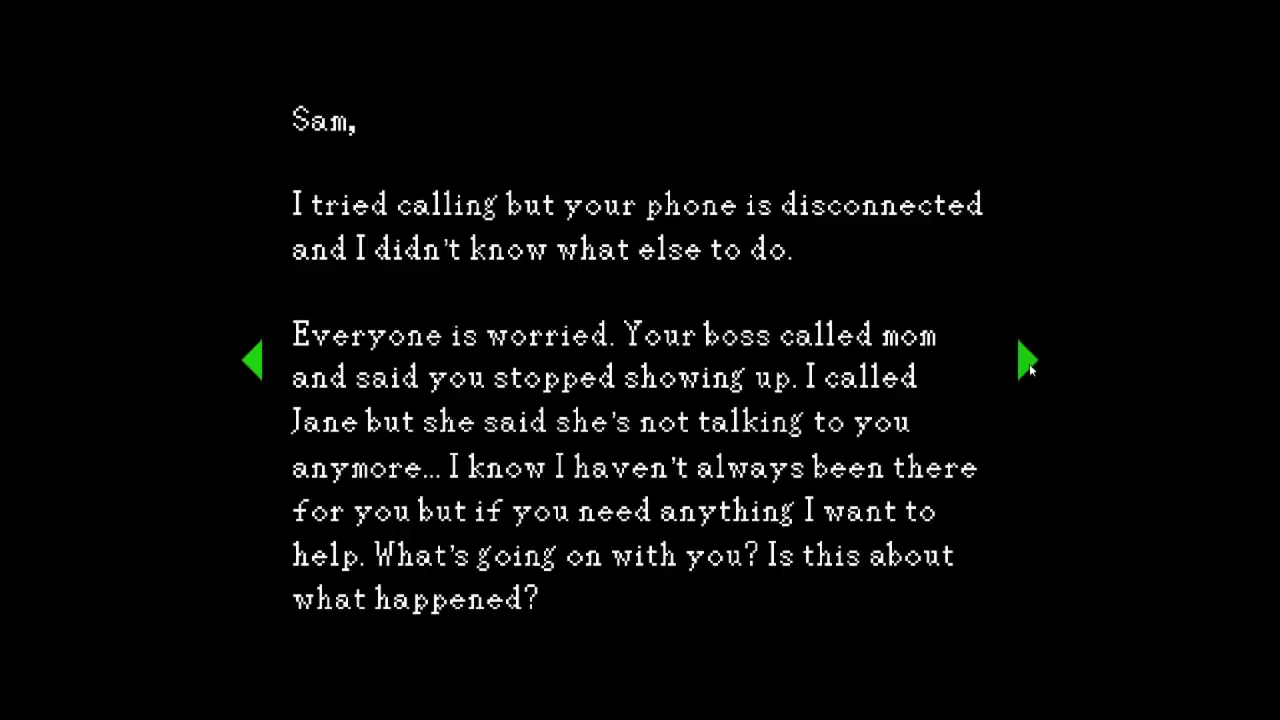 Sam,
I tried calling but your phone is disconnected
and I didn't know what else to do.
Everyone is worried. Your boss called mom
and said you stopped showing up. I called
Jane but she said she's not talking to you
anymore... I know I haven't always been there
for you but if you need anything I want to
help. What's going on with you? Is this about
what happened?